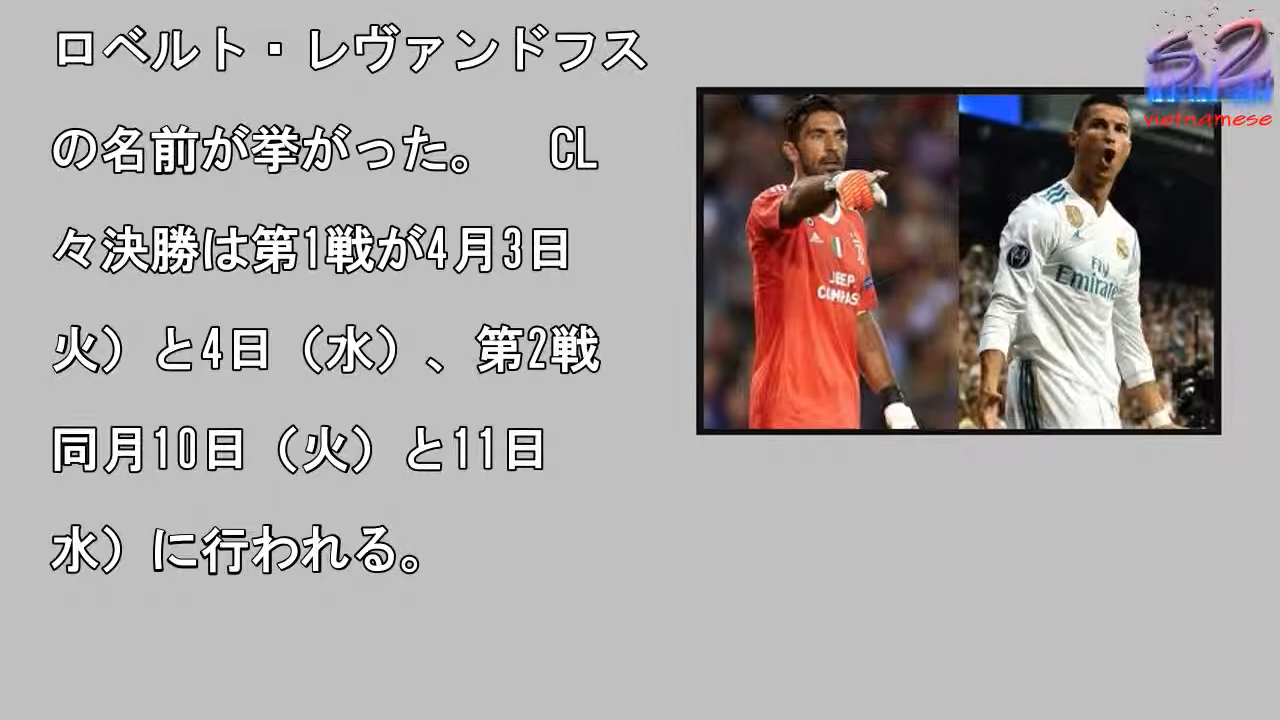 ロベルト・レヴァンドフス
の名前が挙がった。 CL
々決勝は第1戦が4月3日
火）と4日（水）、第2戦
同月10日（火）と11日
水）に行われる。
S2
vietnamese
JEEP
COMPASS
Fly
Emirate